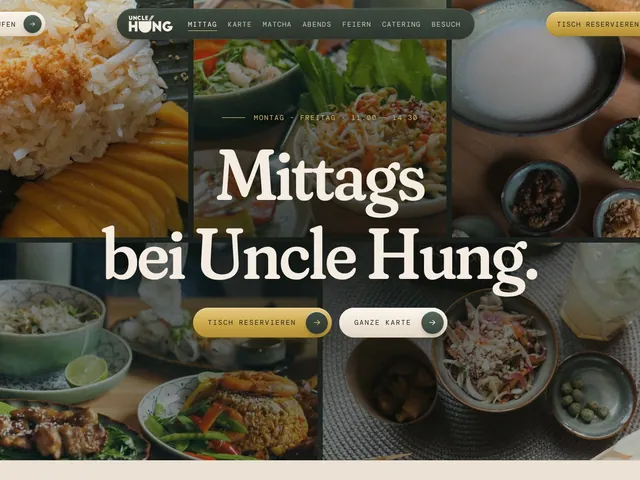 UFEN
UNCLE
HUNG
MITTAG KARTE MATCHA ABENDS FEIERN CATERING BESUCH
TISCH RESERVIEREN
MONTAG – FREITAG · 11.00 – 14.30
Mittags
bei Uncle Hung.
TISCH RESERVIEREN
GANZE KARTE